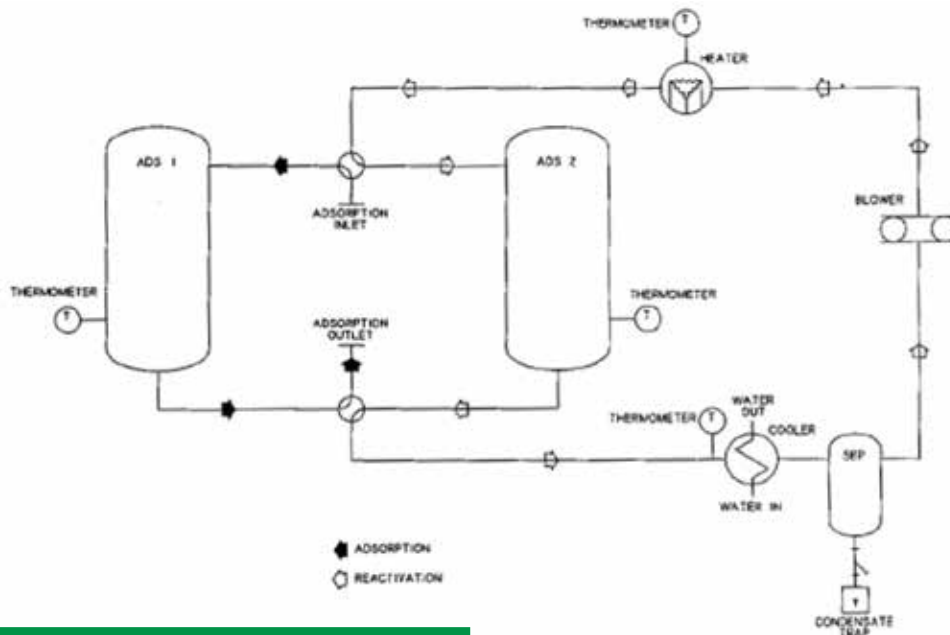 THERMOMETER
T
HEATER
ADS 1
ADS 2
ADSORPTION
INLET
BLOWER
THERMOMETER
T
ADSORPTION
OUTLET
THERMOMETER
T
THERMOMETER
T
WATER
OUT
COOLER
WATER IN
SEP
ADSORPTION
REACTIVATION
T
CONDENSATE
TRAP